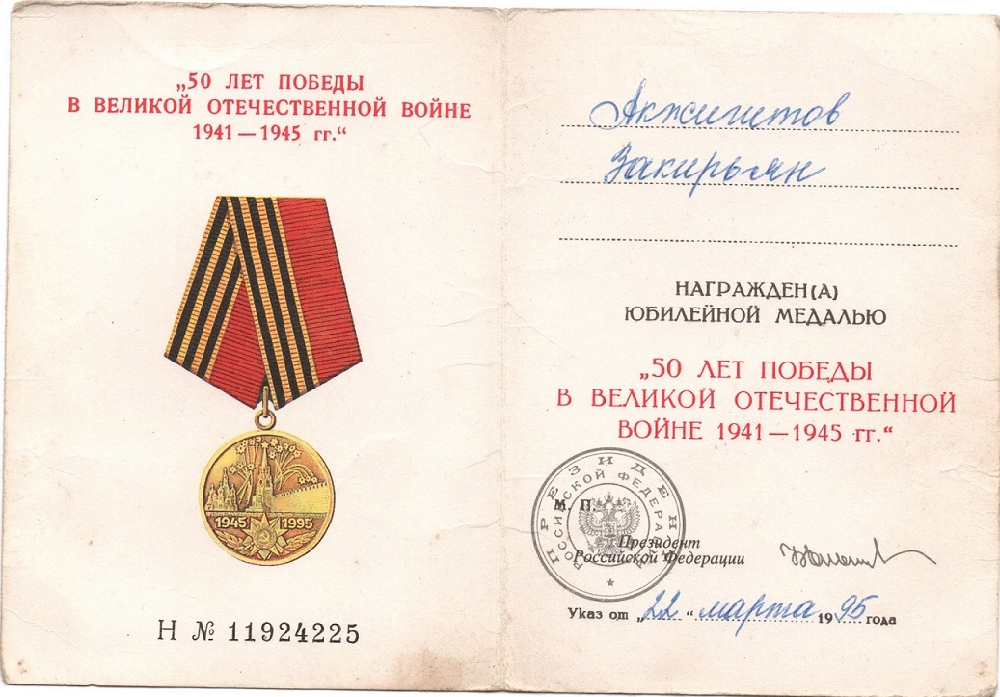 „50 ЛЕТ ПОБЕДЫ
В ВЕЛИКОЙ ОТЕЧЕСТВЕННОЙ ВОЙНЕ
1941 — 1945 гг.“
1945 1995
Н № 11924225
Акжигитов
Закирьян
НАГРАЖДЕН(А)
ЮБИЛЕЙНОЙ МЕДАЛЬЮ
„50 ЛЕТ ПОБЕДЫ
В ВЕЛИКОЙ ОТЕЧЕСТВЕННОЙ
ВОЙНЕ 1941 — 1945 гг.“
ПРЕЗИДЕНТ
РОССИЙСКОЙ ФЕДЕРАЦИИ
М. П.
Президент
Российской Федерации
Указ от „22“ марта 1995 года